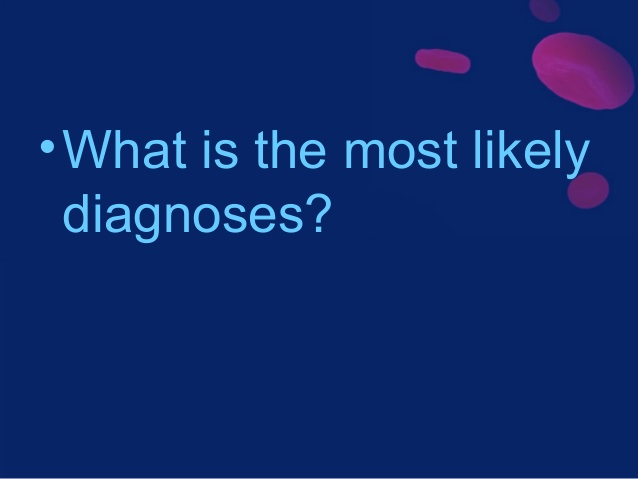 •What is the most likely
diagnoses?